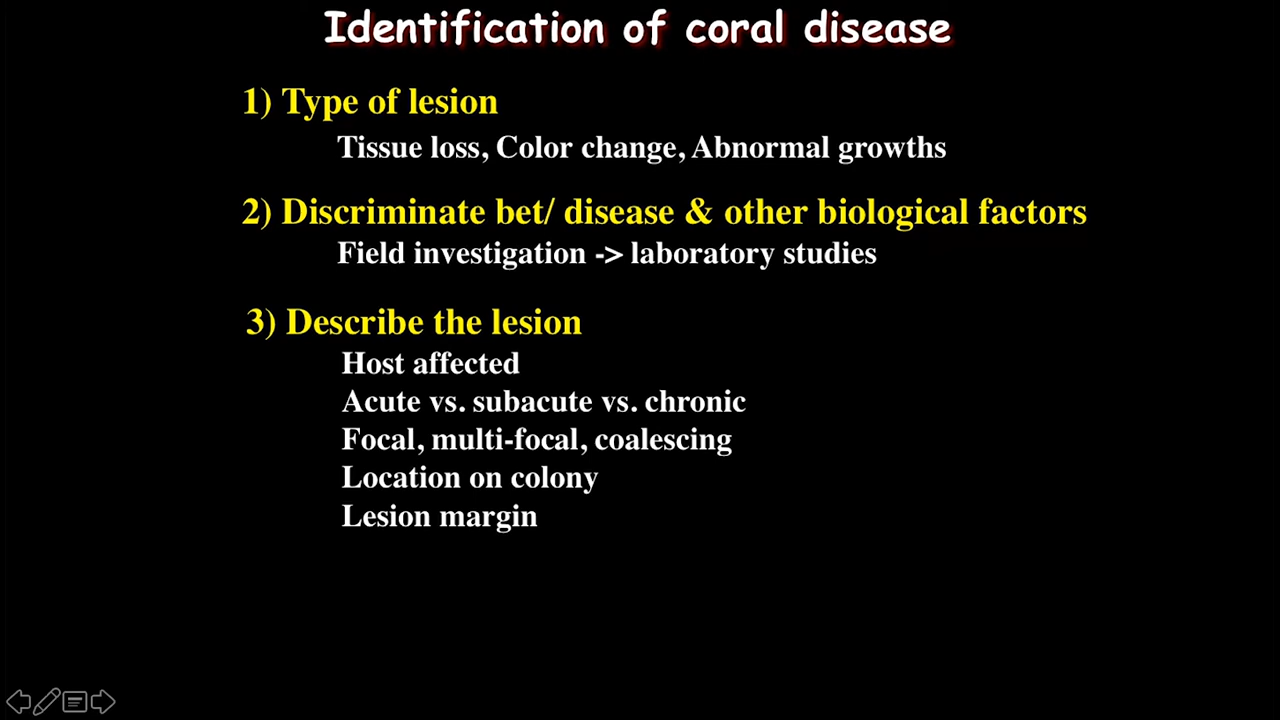 Identification of coral disease
1) Type of lesion
Tissue loss, Color change, Abnormal growths
2) Discriminate bet/ disease & other biological factors
Field investigation -> laboratory studies
3) Describe the lesion
Host affected
Acute vs. subacute vs. chronic
Focal, multi-focal, coalescing
Location on colony
Lesion margin